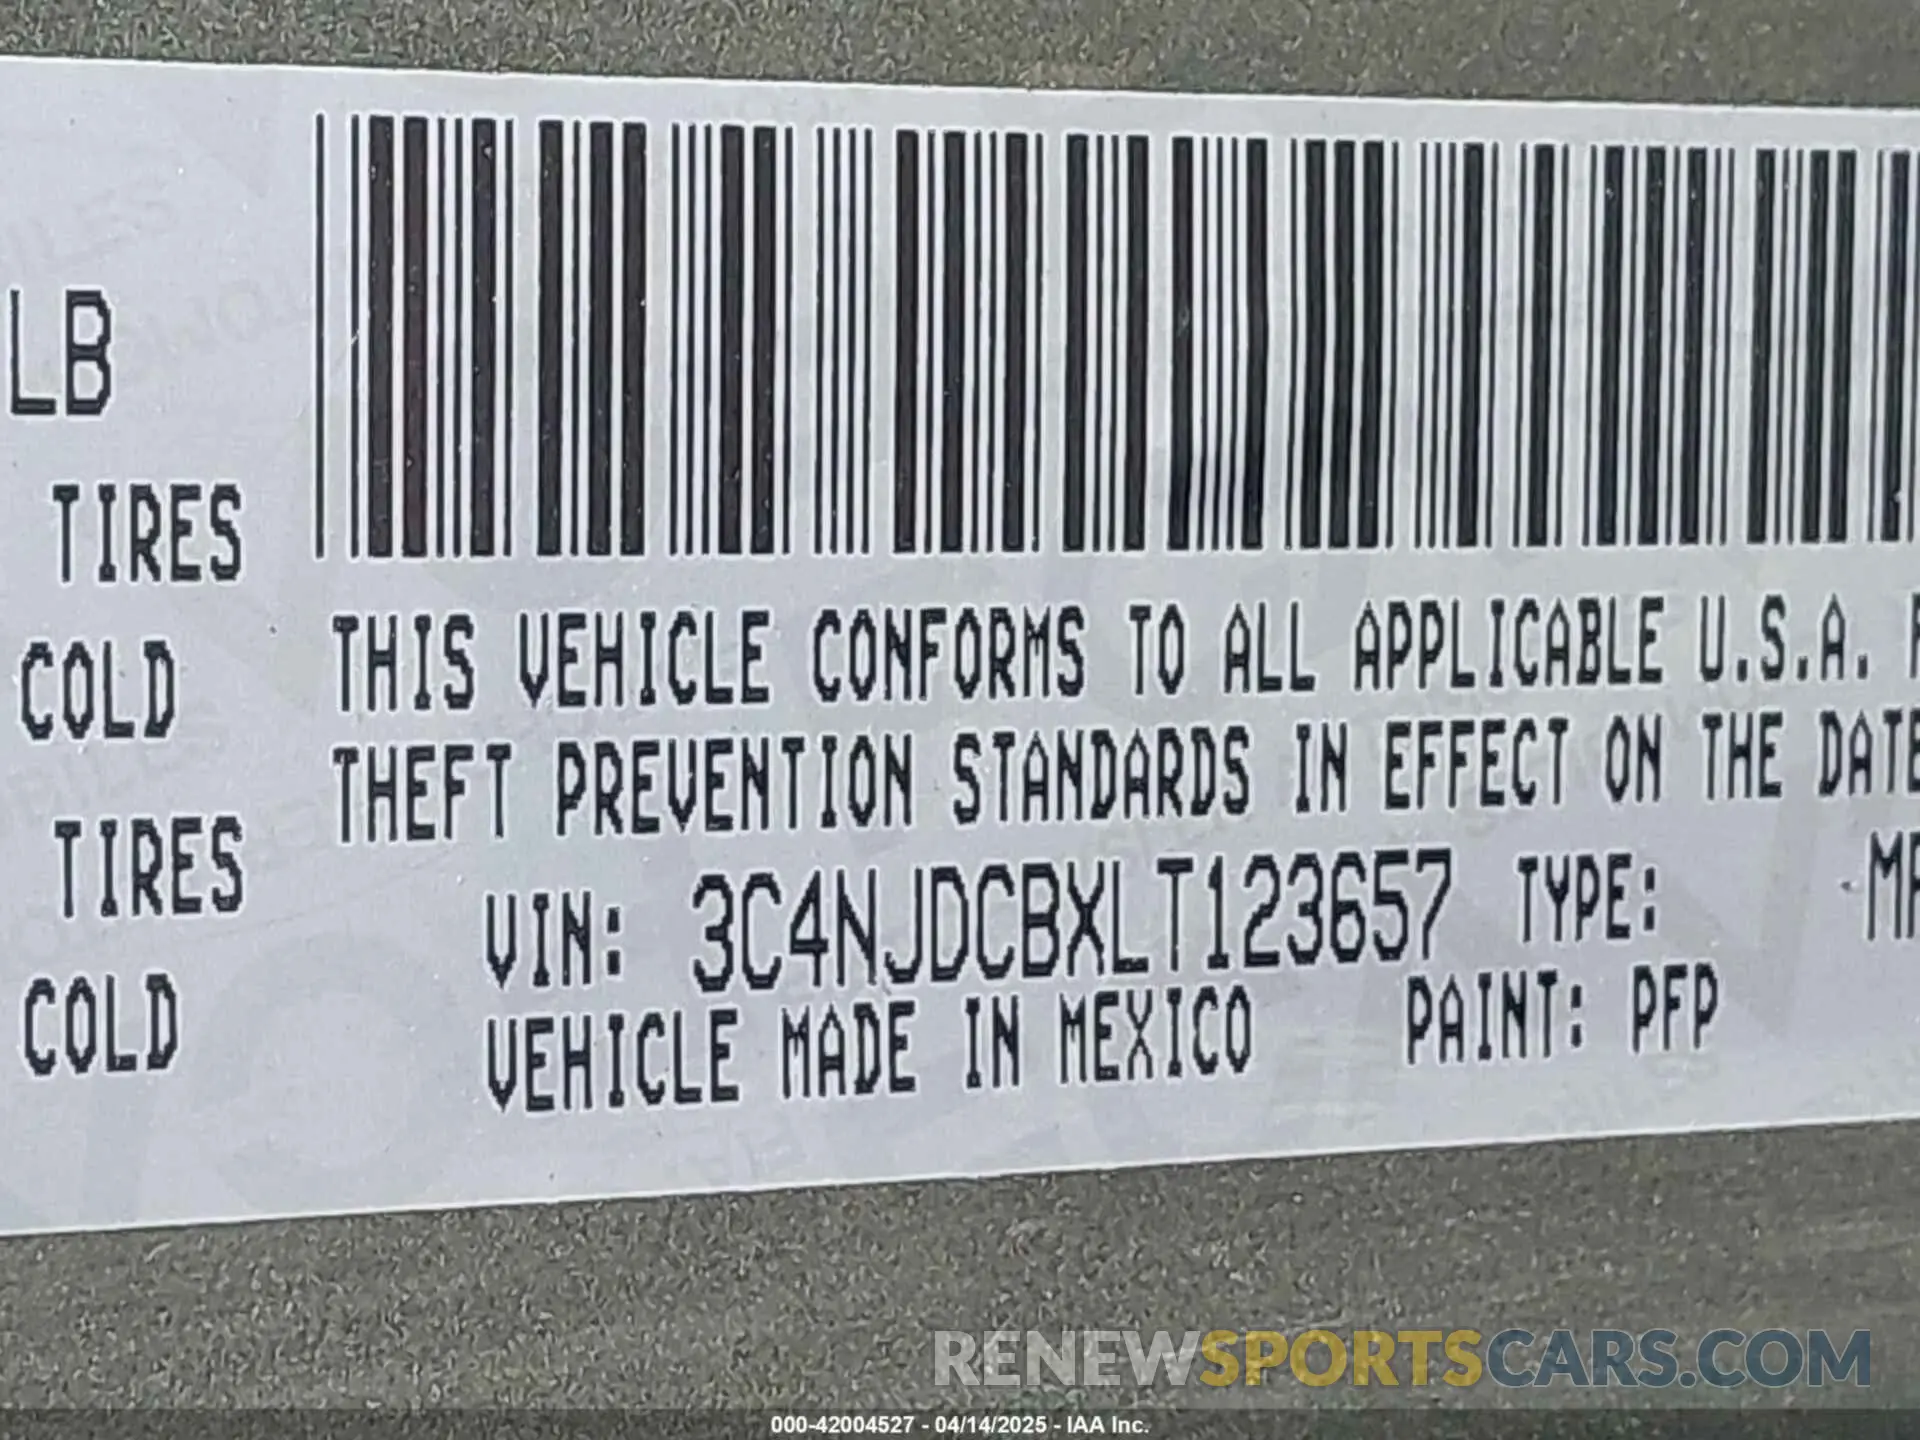 LB
TIRES
COLD
TIRES
COLD
THIS VEHICLE CONFORMS TO ALL APPLICABLE U.S.A.
THEFT PREVENTION STANDARDS IN EFFECT ON THE DATE
VIN: 3C4NJDCBXLT123657 TYPE:
VEHICLE MADE IN MEXICO PAINT: PFP
RENEWSPORTSCARS.COM
000-42004527 - 04/14/2025 - IAA Inc.